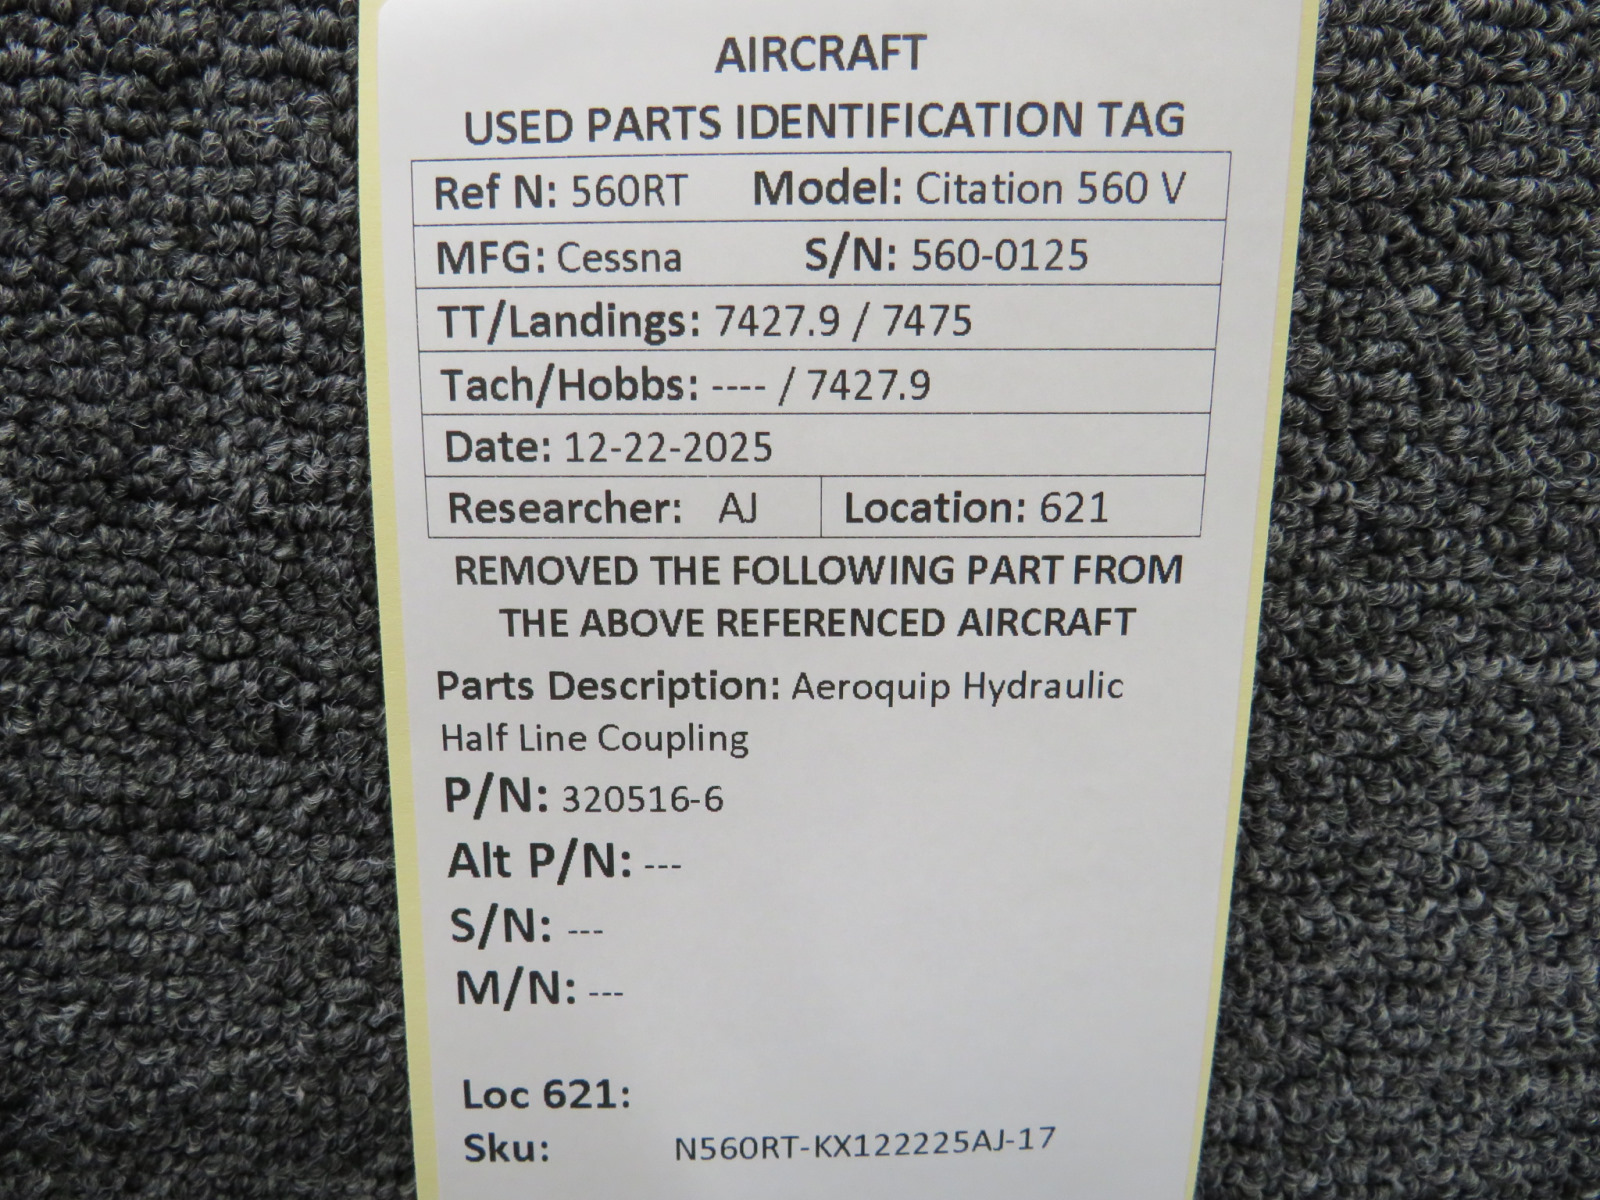 AIRCRAFT
USED PARTS IDENTIFICATION TAG
Ref N: 560RT Model: Citation 560 V
MFG: Cessna S/N: 560-0125
TT/Landings: 7427.9 / 7475
Tach/Hobbs: ---- / 7427.9
Date: 12-22-2025
Researcher: AJ Location: 621
REMOVED THE FOLLOWING PART FROM
THE ABOVE REFERENCED AIRCRAFT
Parts Description: Aeroquip Hydraulic
Half Line Coupling
P/N: 320516-6
Alt P/N: ---
S/N: ---
M/N: ---
Loc 621:
Sku: N560RT-KX122225AJ-17